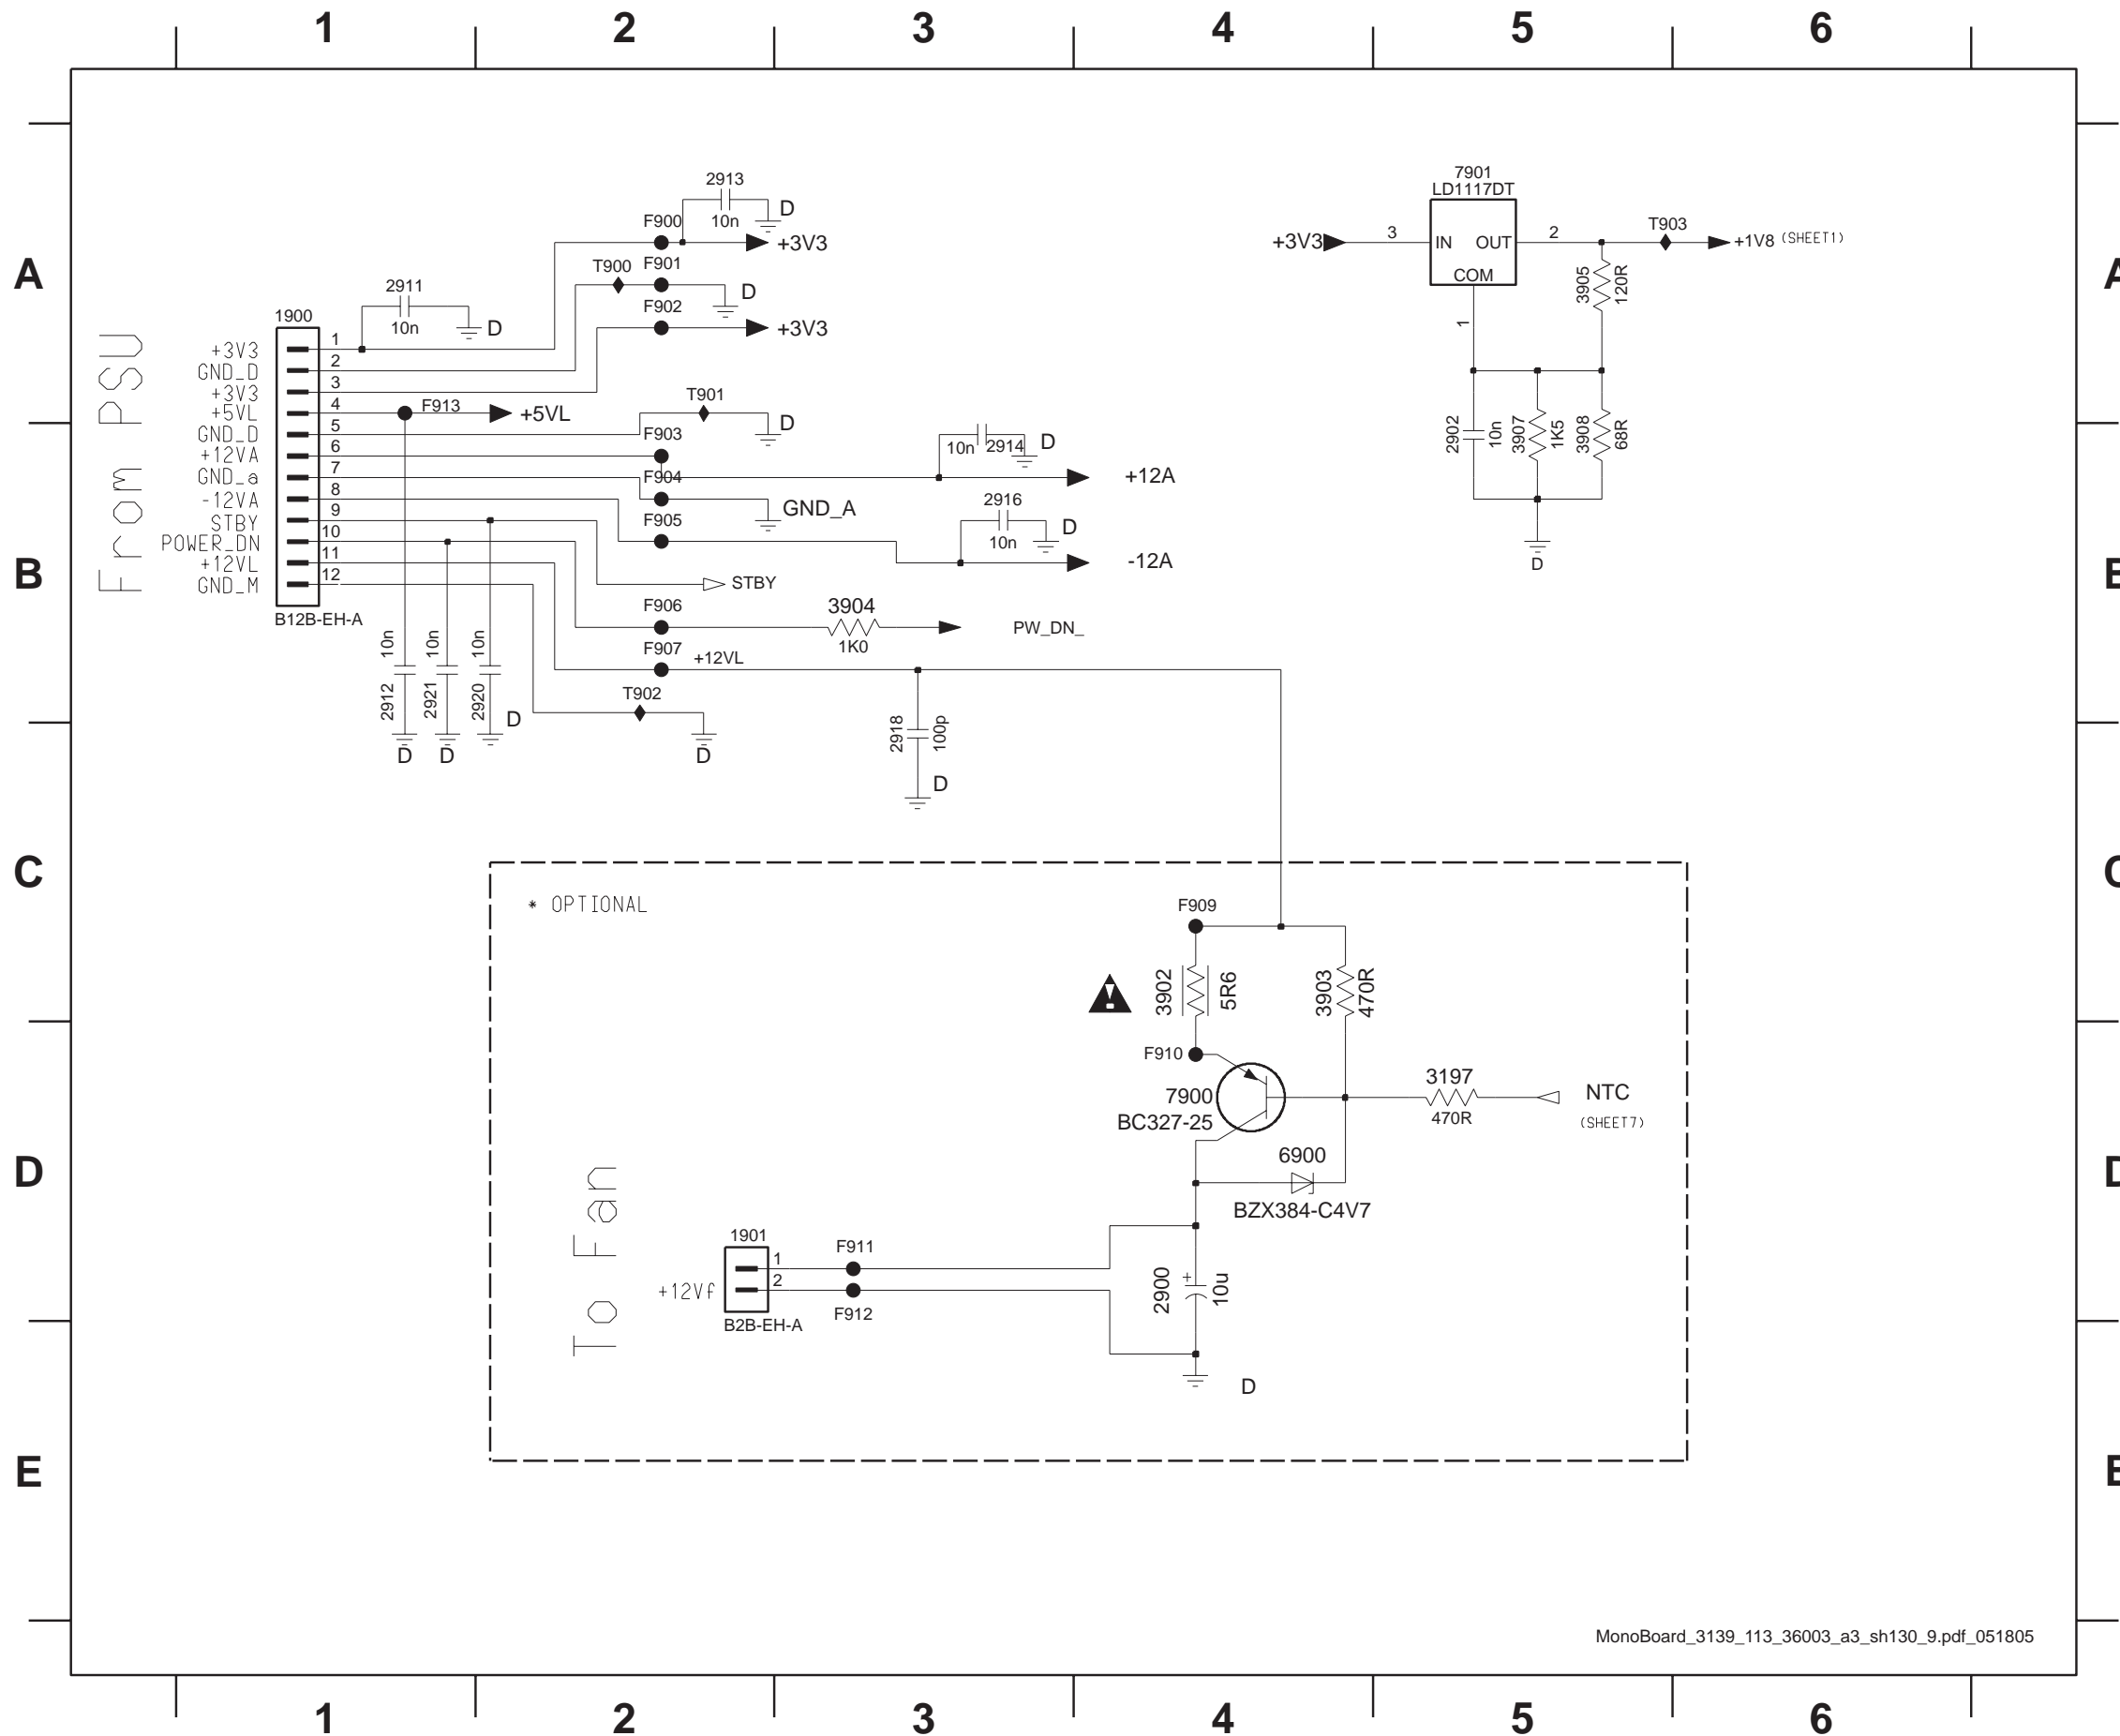 1 2 3 4 5 6
A
A
B
B
C
C
D
D
E
E
2913
10n
D
F900
+3V3
T900
F901
D
F902
+3V3
2911
10n
D
1900
From PSU
+3V3 1
GND_D 2
+3V3 3
+5VL 4
GND_D 5
+12VA 6
GND_a 7
-12VA 8
STBY 9
POWER_DN 10
+12VL 11
GND_M 12
B12B-EH-A
F913
+5VL
T901
D
F903
10n
2914
D
+12A
F904
GND_A
2916
10n
D
F905
-12A
STBY
F906
3904
1K0
PW_DN_
F907
+12VL
T902
D
10n
2912
D
10n
2921
D
10n
2920
D
2918
100p
D
7901
LD1117DT
+3V3
3
IN OUT
COM
2
1
T903
+1V8 (SHEET1)
3905
120R
2902
10n
3907
1K5
3908
68R
D
* OPTIONAL
F909
3902
5R6
3903
470R
F910
7900
BC327-25
3197
470R
NTC
(SHEET7)
6900
BZX384-C4V7
To Fan
1901
1
2
+12Vf
B2B-EH-A
F911
F912
2900
+
10u
D
MonoBoard_3139_113_36003_a3_sh130_9.pdf_051805
1 2 3 4 5 6